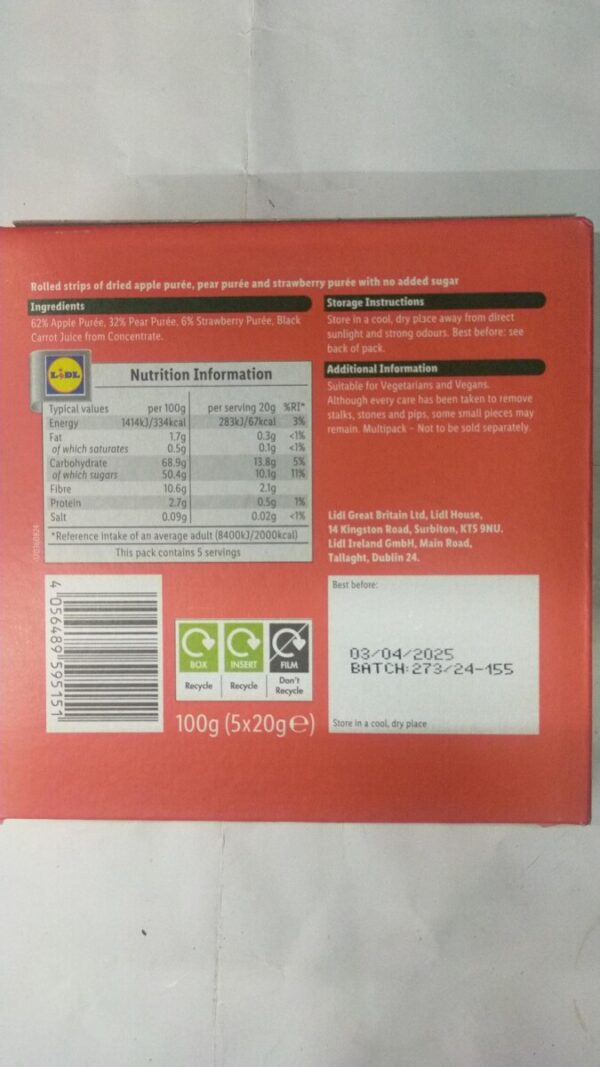 Rolled strips of dried apple purée, pear purée and strawberry purée with no added sugar
Ingredients
62% Apple Purée, 32% Pear Purée, 6% Strawberry Purée, Black
Carrot Juice from Concentrate.
LIDL
Nutrition Information
Typical values per 100g per serving 20g %RI*
Energy 1414kJ/334kcal 283kJ/67kcal 3%
Fat 1.7g 0.3g <1%
of which saturates 0.5g 0.1g <1%
Carbohydrate 68.9g 13.8g 5%
of which sugars 50.4g 10.1g 11%
Fibre 10.6g 2.1g
Protein 2.7g 0.5g 1%
Salt 0.09g 0.02g <1%
*Reference intake of an average adult (8400kJ/2000kcal)
This pack contains 5 servings
Storage Instructions
Store in a cool, dry place away from direct
sunlight and strong odours. Best before: see
back of pack.
Additional Information
Suitable for Vegetarians and Vegans.
Although every care has been taken to remove
stalks, stones and pips, some small pieces may
remain. Multipack - Not to be sold separately.
Lidl Great Britain Ltd, Lidl House,
14 Kingston Road, Surbiton, KT5 9NU.
Lidl Ireland GmbH, Main Road,
Tallaght, Dublin 24.
4 056489 595151
BOX INSERT FILM
Recycle Recycle Don't
Recycle
100g (5x20g℮)
Best before:
03/04/2025
BATCH:273/24-155
Store in a cool, dry place